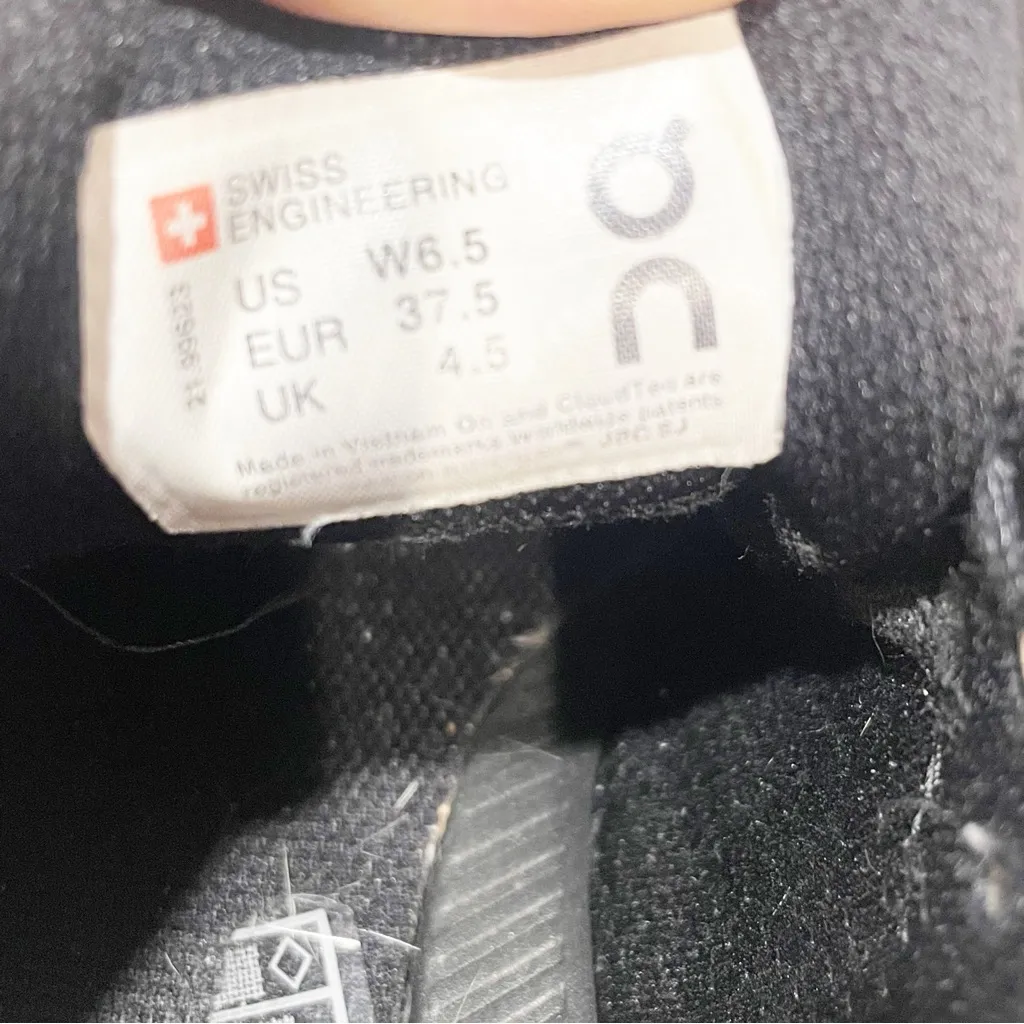 SWISS
ENGINEERING
US W6.5
EUR 37.5
UK 4.5
On
Made in Vietnam On and CloudTec are
registered trademarks Worldwide patents